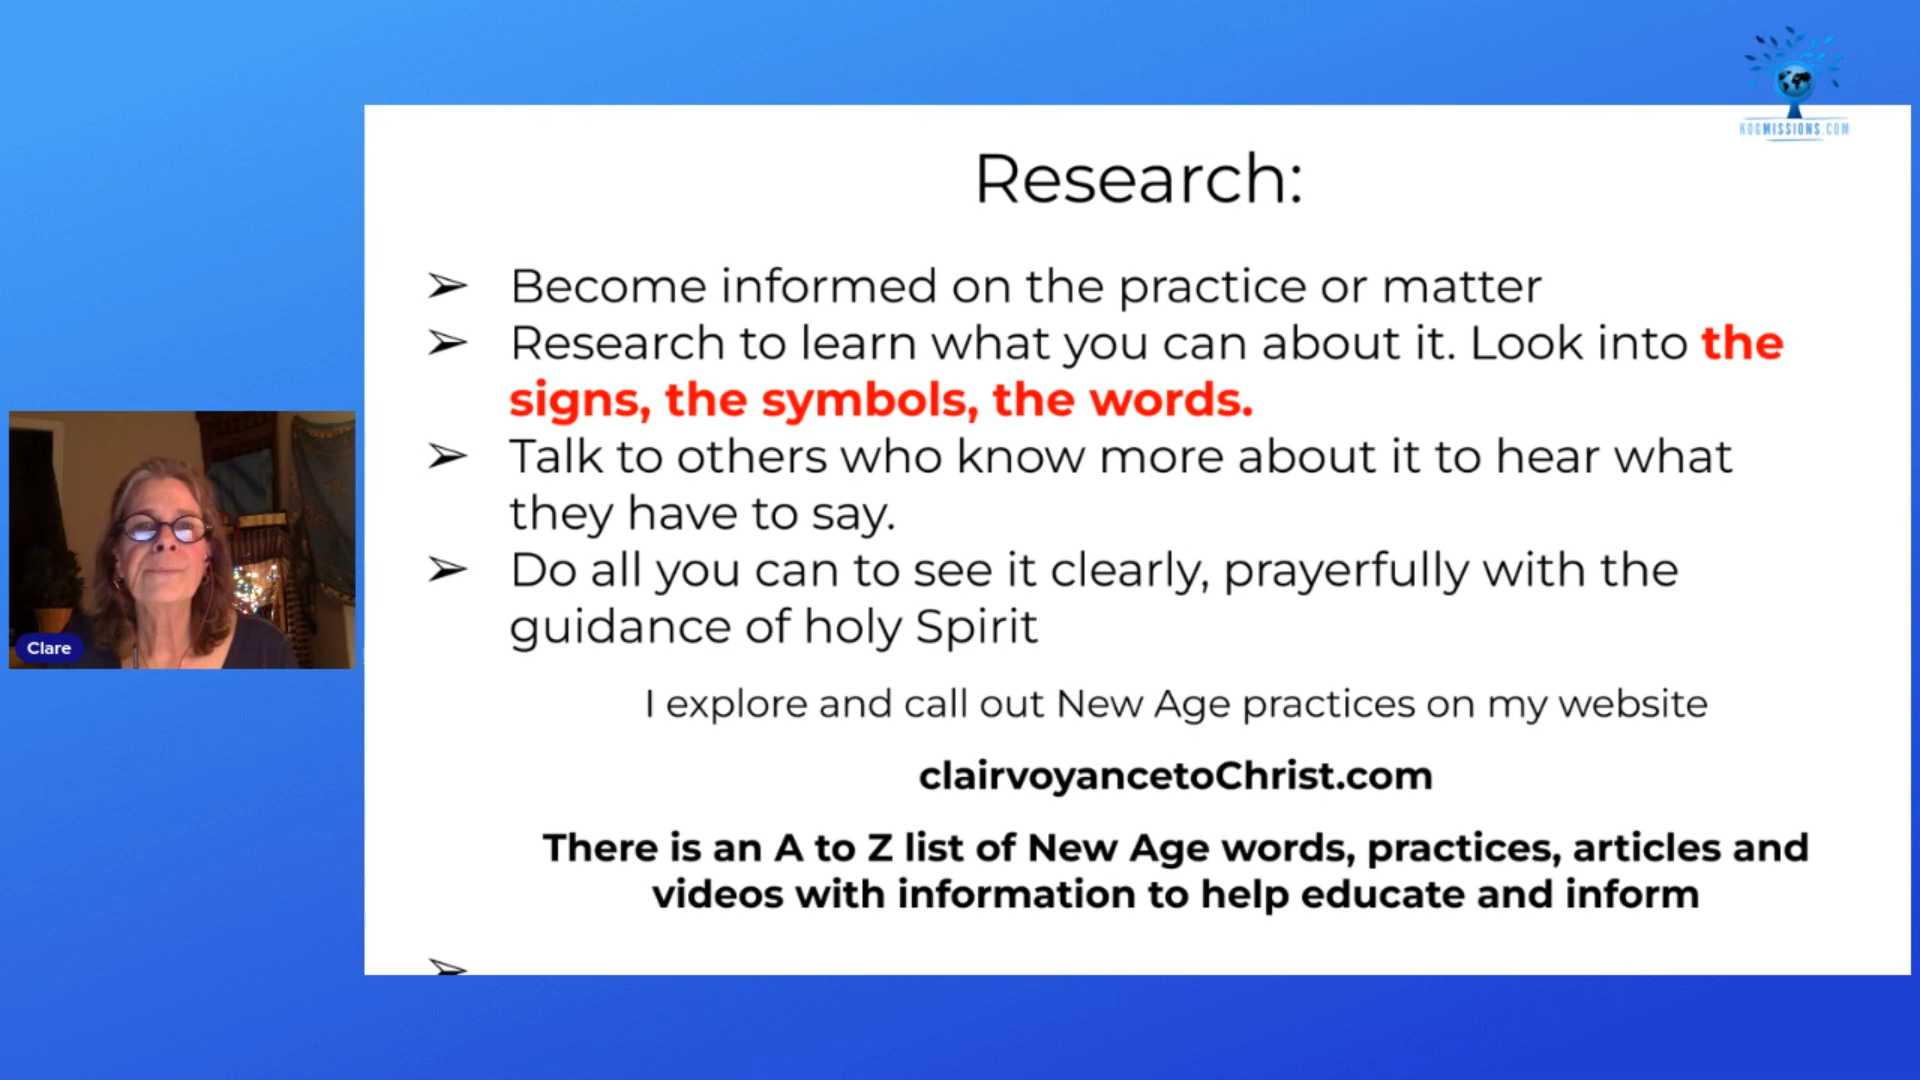 KOGMISSIONS.COM
Research:
➢ Become informed on the practice or matter
➢ Research to learn what you can about it. Look into the
signs, the symbols, the words.
➢ Talk to others who know more about it to hear what
they have to say.
➢ Do all you can to see it clearly, prayerfully with the
guidance of holy Spirit
I explore and call out New Age practices on my website
clairvoyancetoChrist.com
There is an A to Z list of New Age words, practices, articles and
videos with information to help educate and inform
➢
Clare